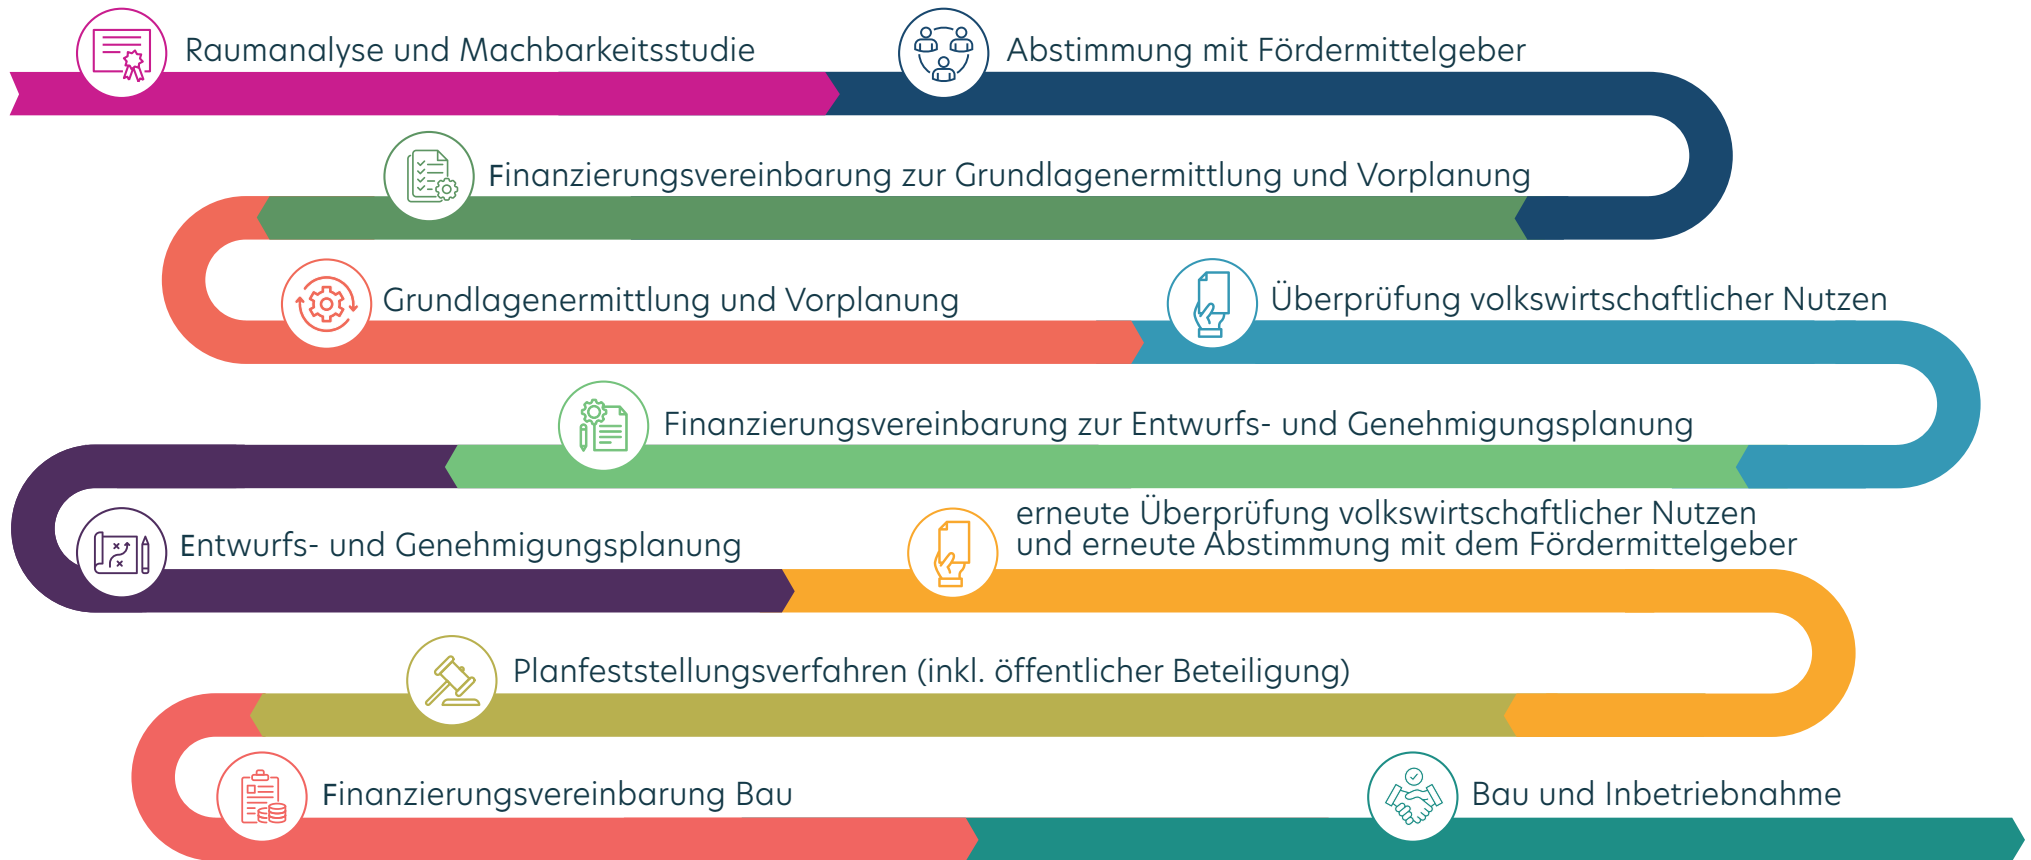 Raumanalyse und Machbarkeitsstudie
Abstimmung mit Fördermittelgeber
Finanzierungsvereinbarung zur Grundlagenermittlung und Vorplanung
Grundlagenermittlung und Vorplanung
Überprüfung volkswirtschaftlicher Nutzen
Finanzierungsvereinbarung zur Entwurfs- und Genehmigungsplanung
Entwurfs- und Genehmigungsplanung
erneute Überprüfung volkswirtschaftlicher Nutzen
und erneute Abstimmung mit dem Fördermittelgeber
Planfeststellungsverfahren (inkl. öffentlicher Beteiligung)
Finanzierungsvereinbarung Bau
Bau und Inbetriebnahme